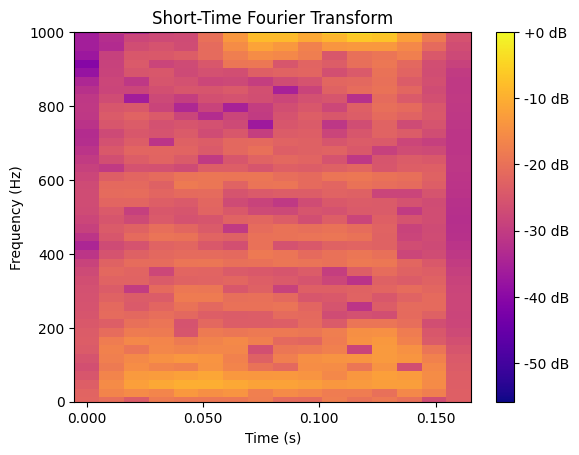 Short-Time Fourier Transform
1000
800
600
400
200
0
Frequency (Hz)
0.000
0.050
0.100
0.150
Time (s)
+0 dB
-10 dB
-20 dB
-30 dB
-40 dB
-50 dB